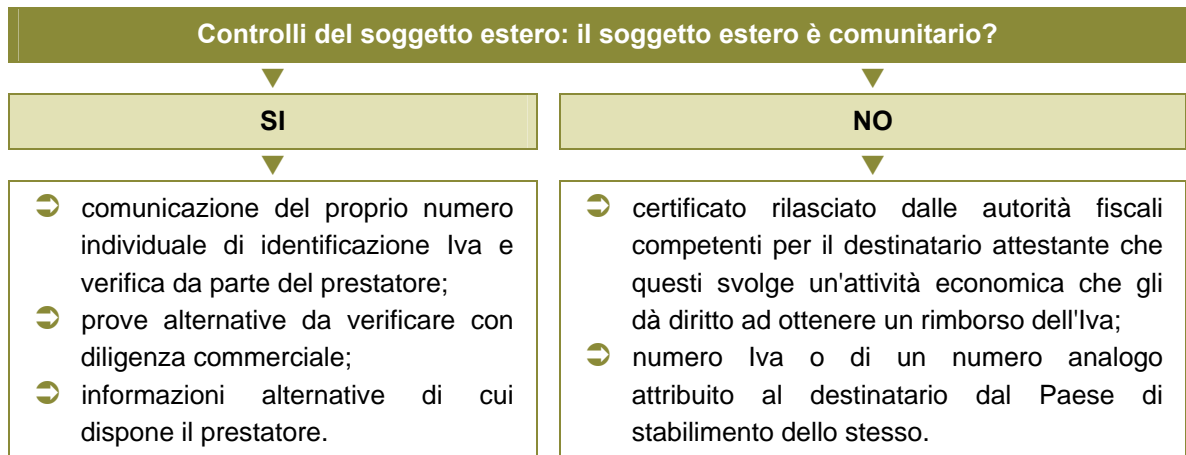 Controlli del soggetto estero: il soggetto estero è comunitario?
SI
comunicazione del proprio numero
individuale di identificazione Iva e
verifica da parte del prestatore;
prove alternative da verificare con
diligenza commerciale;
informazioni alternative di cui
dispone il prestatore.
NO
certificato rilasciato dalle autorità fiscali
competenti per il destinatario attestante che
questi svolge un'attività economica che gli
dà diritto ad ottenere un rimborso dell'Iva;
numero Iva o di un numero analogo
attribuito al destinatario dal Paese di
stabilimento dello stesso.